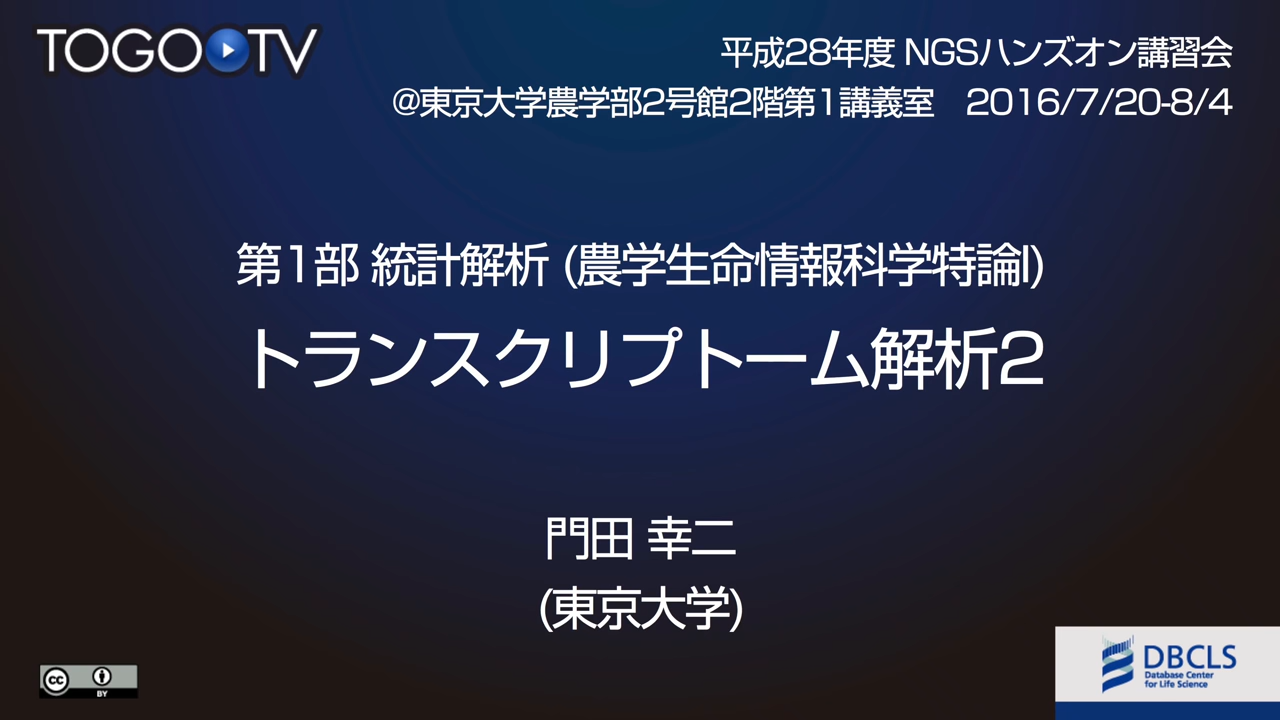 TOGO TV
平成28年度 NGSハンズオン講習会
@東京大学農学部2号館2階第1講義室 2016/7/20-8/4
第1部 統計解析 (農学生命情報科学特論I)
トランスクリプトーム解析2
門田 幸二
(東京大学)
cc
BY
DBCLS
Database Center
for Life Science